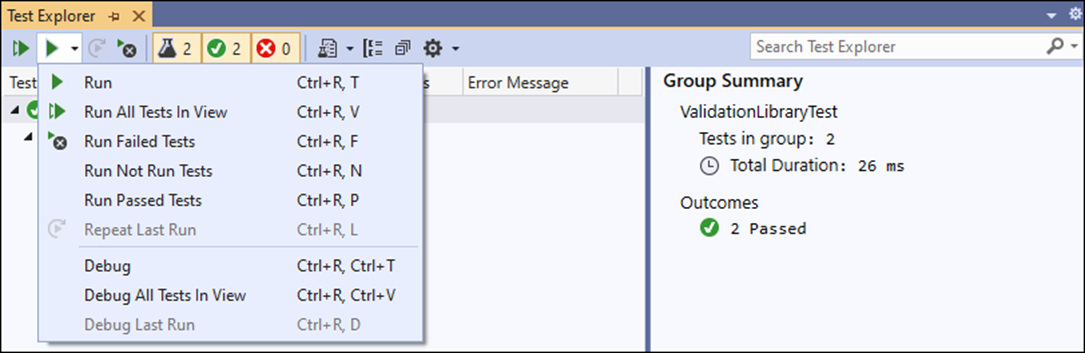 Test Explorer
2 2 0
Search Test Explorer
Test
s
Error Message
Run Ctrl+R, T
Run All Tests In View Ctrl+R, V
Run Failed Tests Ctrl+R, F
Run Not Run Tests Ctrl+R, N
Run Passed Tests Ctrl+R, P
Repeat Last Run Ctrl+R, L
Debug Ctrl+R, Ctrl+T
Debug All Tests In View Ctrl+R, Ctrl+V
Debug Last Run Ctrl+R, D
Group Summary
ValidationLibraryTest
Tests in group: 2
Total Duration: 26 ms
Outcomes
2 Passed